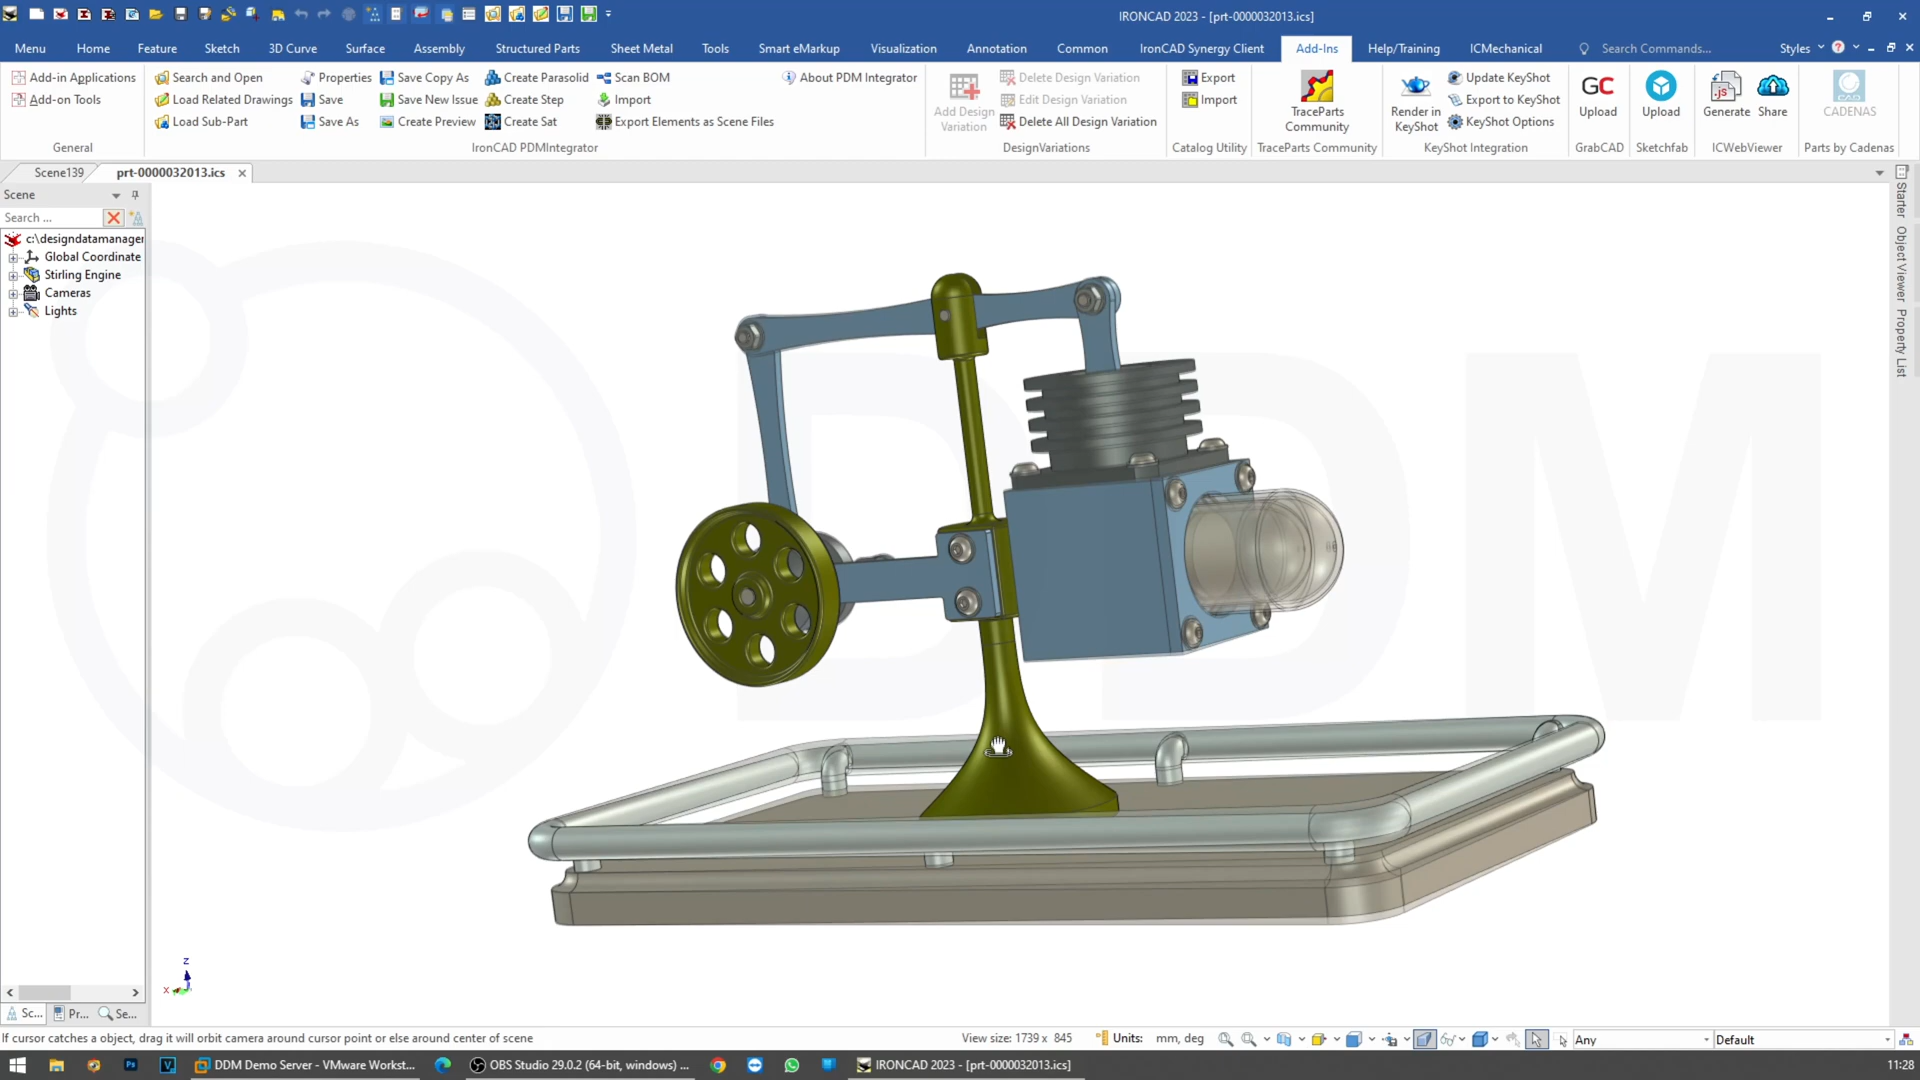 IRONCAD 2023 - [prt-0000032013.ics]
Menu Home Feature Sketch 3D Curve Surface Assembly Structured Parts Sheet Metal Tools Smart eMarkup Visualization Annotation Common IronCAD Synergy Client Add-Ins Help/Training ICMechanical Search Commands... Styles
Add-in Applications
Add-on Tools
General
Search and Open
Load Related Drawings
Load Sub-Part
Properties
Save
Save As
Save Copy As
Save New Issue
Create Preview
Create Parasolid
Create Step
Create Sat
Scan BOM
Import
Export Elements as Scene Files
About PDM Integrator
IronCAD PDMIntegrator
Add Design
Variation
Delete Design Variation
Edit Design Variation
Delete All Design Variation
DesignVariations
Export
Import
Catalog Utility
TraceParts
Community
TraceParts Community
Render in
KeyShot
Update KeyShot
Export to KeyShot
KeyShot Options
KeyShot Integration
GC
Upload
GrabCAD
Upload
Sketchfab
JS
Generate
Share
ICWebViewer
CAD
CADENAS
Parts by Cadenas
Scene139
prt-0000032013.ics
Scene
Search ...
c:\designdatamanager
Global Coordinate
Stirling Engine
Cameras
Lights
DDM
Starter
Object Viewer
Property List
z
x
Sc...
Pr...
Se...
If cursor catches a object, drag it will orbit camera around cursor point or else around center of scene
View size: 1739 x 845
Units: mm, deg
Any
Default
DDM Demo Server - VMware Workst...
OBS Studio 29.0.2 (64-bit, windows) ...
IRONCAD 2023 - [prt-0000032013.ics]
11:28